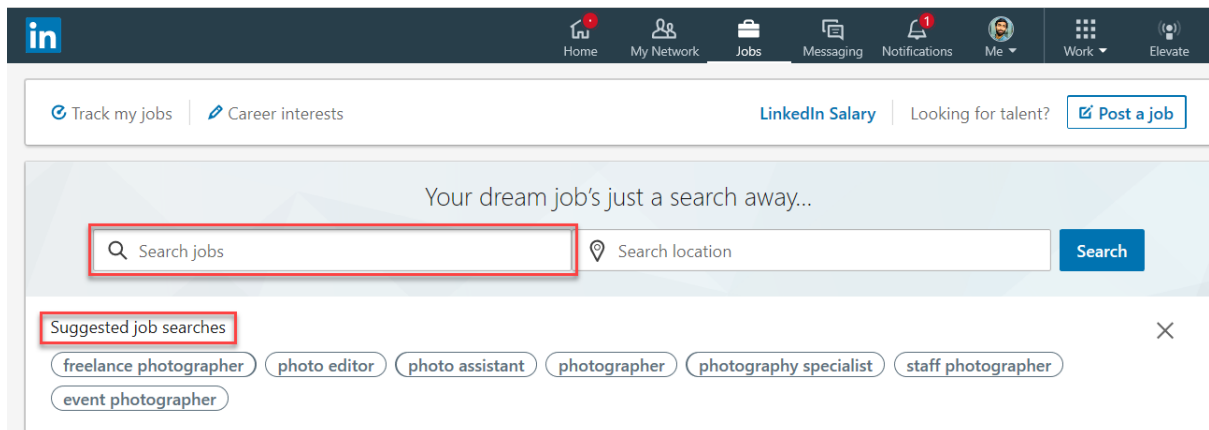 in
1
Home My Network Jobs Messaging Notifications Me Work Elevate
Track my jobs Career interests LinkedIn Salary Looking for talent? Post a job
Your dream job's just a search away...
Search jobs Search location Search
Suggested job searches
freelance photographer photo editor photo assistant photographer photography specialist staff photographer
event photographer